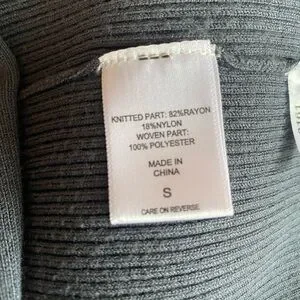 KNITTED PART: 82%RAYON
18%NYLON
WOVEN PART:
100% POLYESTER
MADE IN
CHINA
S
CARE ON REVERSE